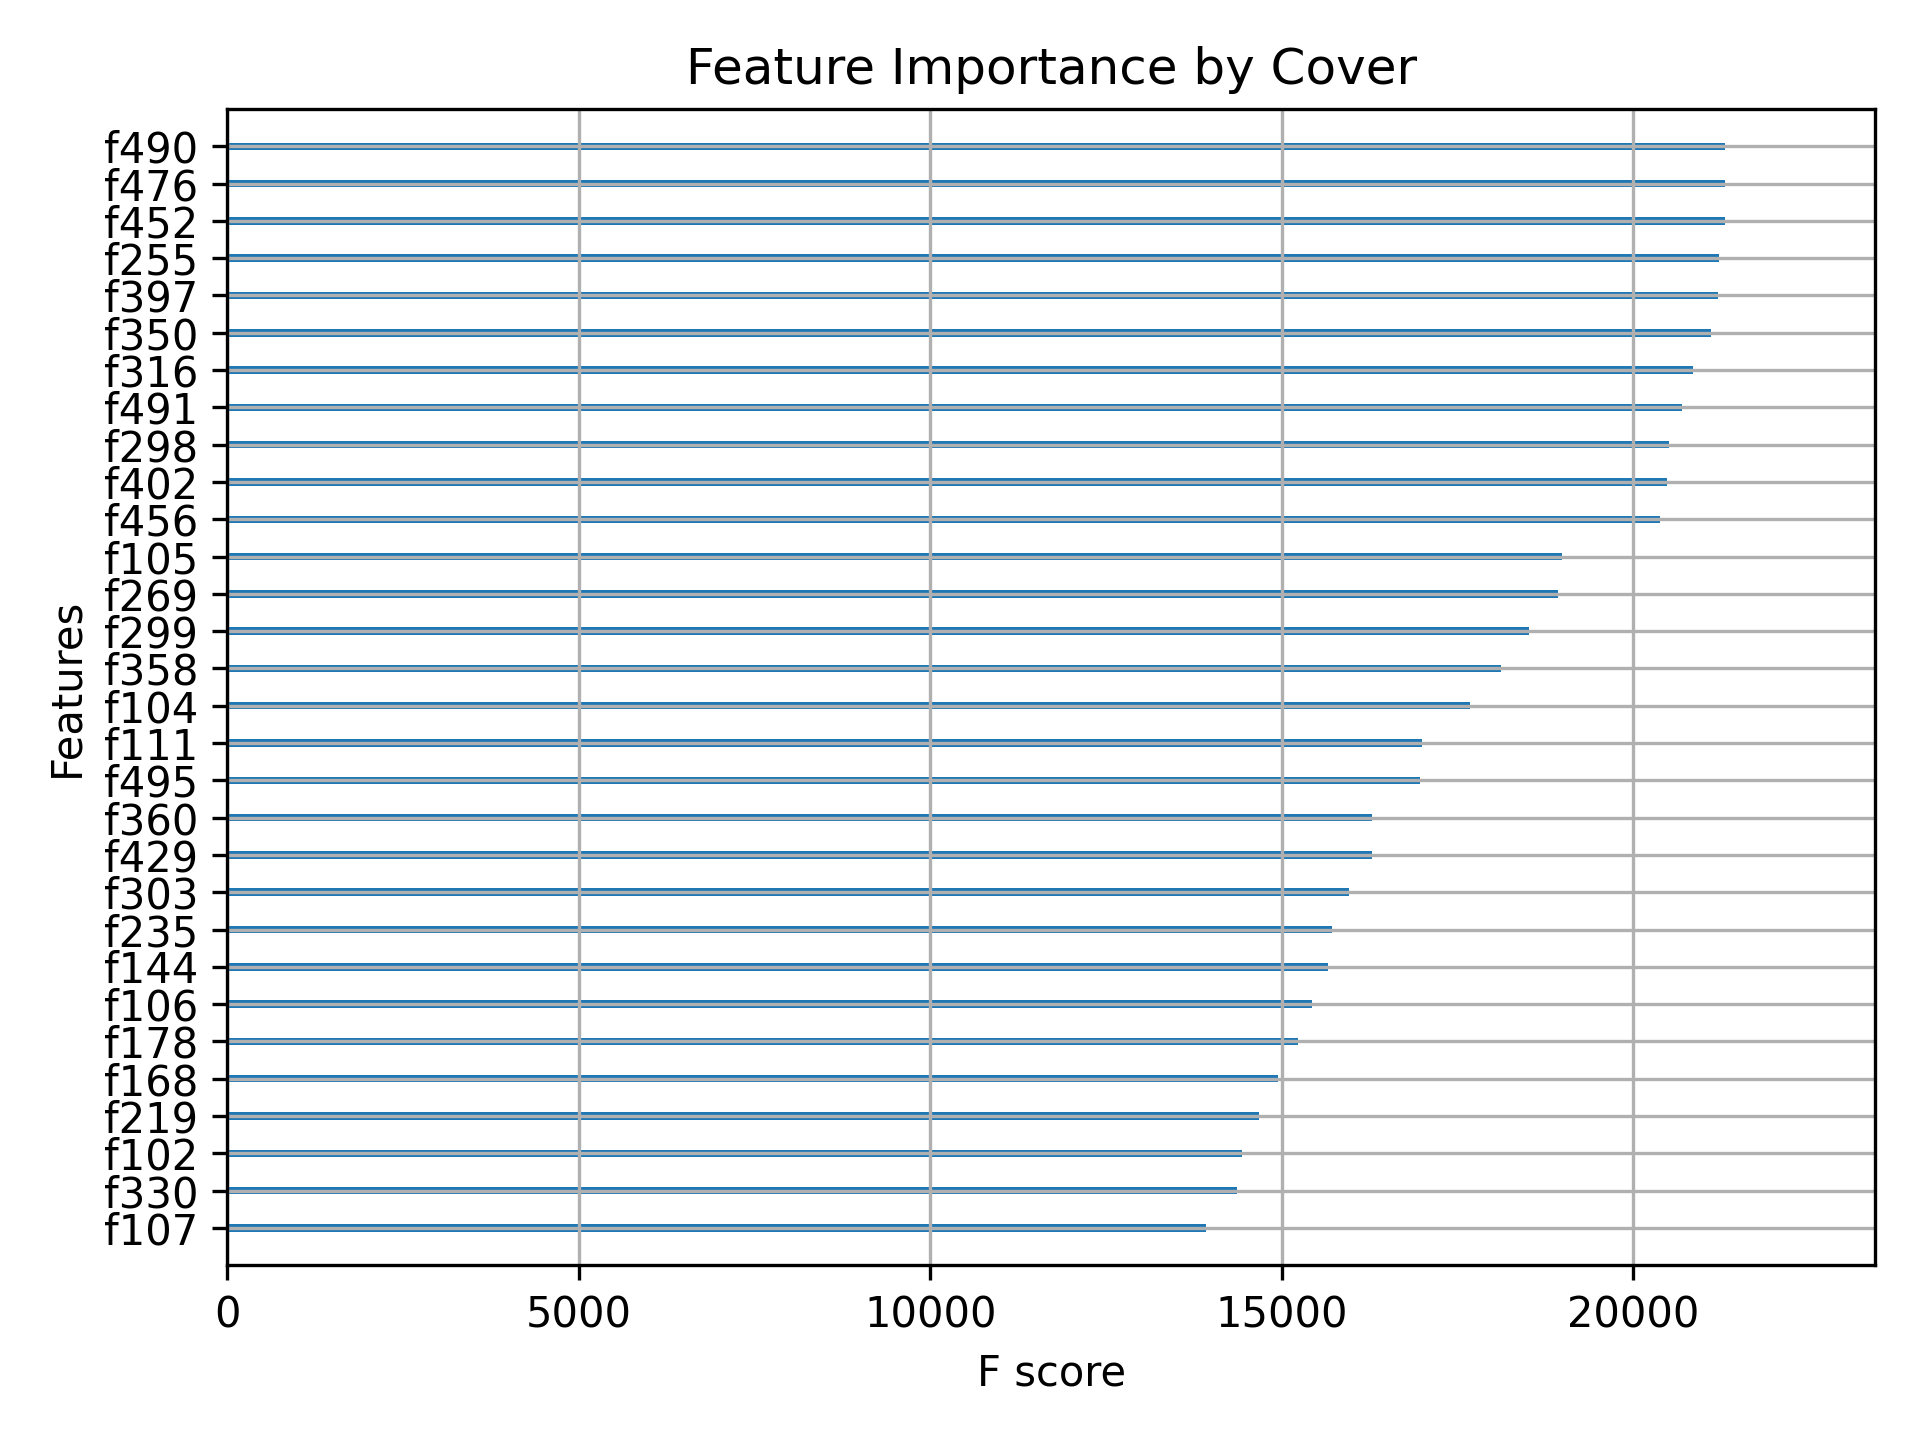 Feature Importance by Cover
f490
f476
f452
f255
f397
f350
f316
f491
f298
f402
f456
f105
f269
f299
f358
f104
f111
f495
f360
f429
f303
f235
f144
f106
f178
f168
f219
f102
f330
f107
Features
0 5000 10000 15000 20000
F score